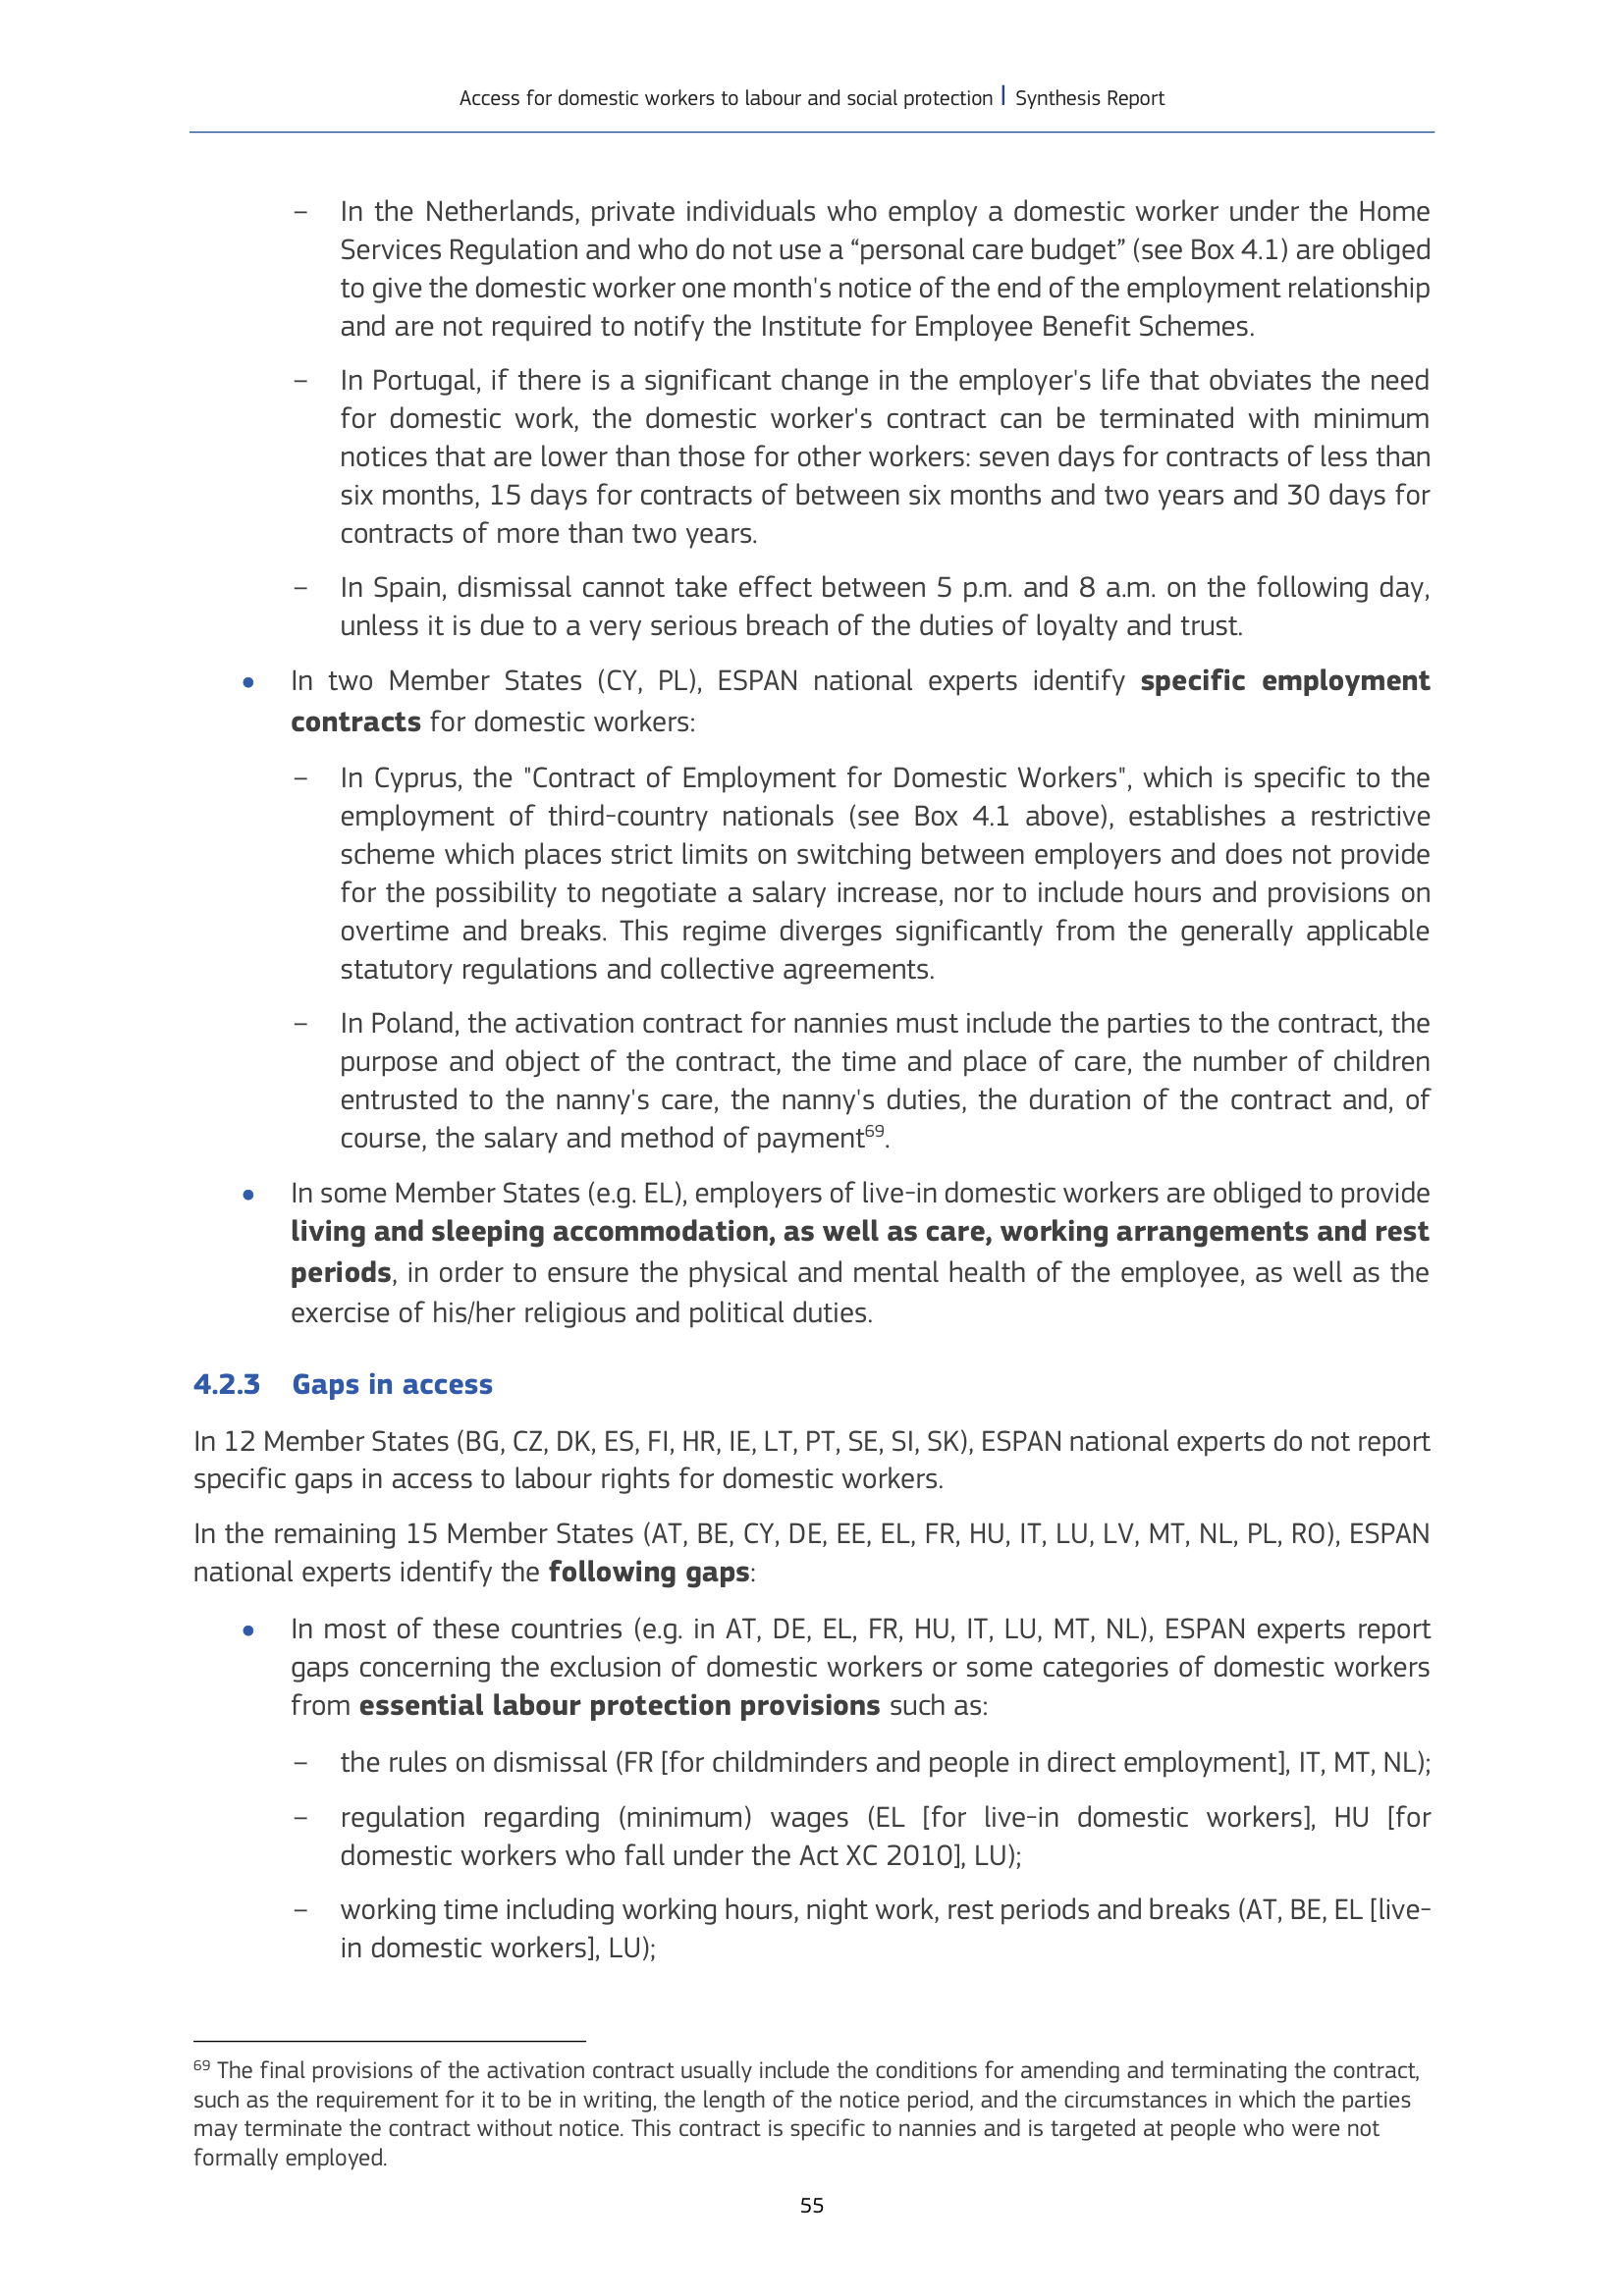 Access for domestic workers to labour and social protection | Synthesis Report
– In the Netherlands, private individuals who employ a domestic worker under the Home
Services Regulation and who do not use a “personal care budget” (see Box 4.1) are obliged
to give the domestic worker one month's notice of the end of the employment relationship
and are not required to notify the Institute for Employee Benefit Schemes.
– In Portugal, if there is a significant change in the employer's life that obviates the need
for domestic work, the domestic worker's contract can be terminated with minimum
notices that are lower than those for other workers: seven days for contracts of less than
six months, 15 days for contracts of between six months and two years and 30 days for
contracts of more than two years.
– In Spain, dismissal cannot take effect between 5 p.m. and 8 a.m. on the following day,
unless it is due to a very serious breach of the duties of loyalty and trust.
• In two Member States (CY, PL), ESPAN national experts identify specific employment
contracts for domestic workers:
– In Cyprus, the "Contract of Employment for Domestic Workers", which is specific to the
employment of third-country nationals (see Box 4.1 above), establishes a restrictive
scheme which places strict limits on switching between employers and does not provide
for the possibility to negotiate a salary increase, nor to include hours and provisions on
overtime and breaks. This regime diverges significantly from the generally applicable
statutory regulations and collective agreements.
– In Poland, the activation contract for nannies must include the parties to the contract, the
purpose and object of the contract, the time and place of care, the number of children
entrusted to the nanny's care, the nanny's duties, the duration of the contract and, of
course, the salary and method of payment69.
• In some Member States (e.g. EL), employers of live-in domestic workers are obliged to provide
living and sleeping accommodation, as well as care, working arrangements and rest
periods, in order to ensure the physical and mental health of the employee, as well as the
exercise of his/her religious and political duties.
4.2.3 Gaps in access
In 12 Member States (BG, CZ, DK, ES, FI, HR, IE, LT, PT, SE, SI, SK), ESPAN national experts do not report
specific gaps in access to labour rights for domestic workers.
In the remaining 15 Member States (AT, BE, CY, DE, EE, EL, FR, HU, IT, LU, LV, MT, NL, PL, RO), ESPAN
national experts identify the following gaps:
• In most of these countries (e.g. in AT, DE, EL, FR, HU, IT, LU, MT, NL), ESPAN experts report
gaps concerning the exclusion of domestic workers or some categories of domestic workers
from essential labour protection provisions such as:
– the rules on dismissal (FR [for childminders and people in direct employment], IT, MT, NL);
– regulation regarding (minimum) wages (EL [for live-in domestic workers], HU [for
domestic workers who fall under the Act XC 2010], LU);
– working time including working hours, night work, rest periods and breaks (AT, BE, EL [live-
in domestic workers], LU);
69 The final provisions of the activation contract usually include the conditions for amending and terminating the contract,
such as the requirement for it to be in writing, the length of the notice period, and the circumstances in which the parties
may terminate the contract without notice. This contract is specific to nannies and is targeted at people who were not
formally employed.
55